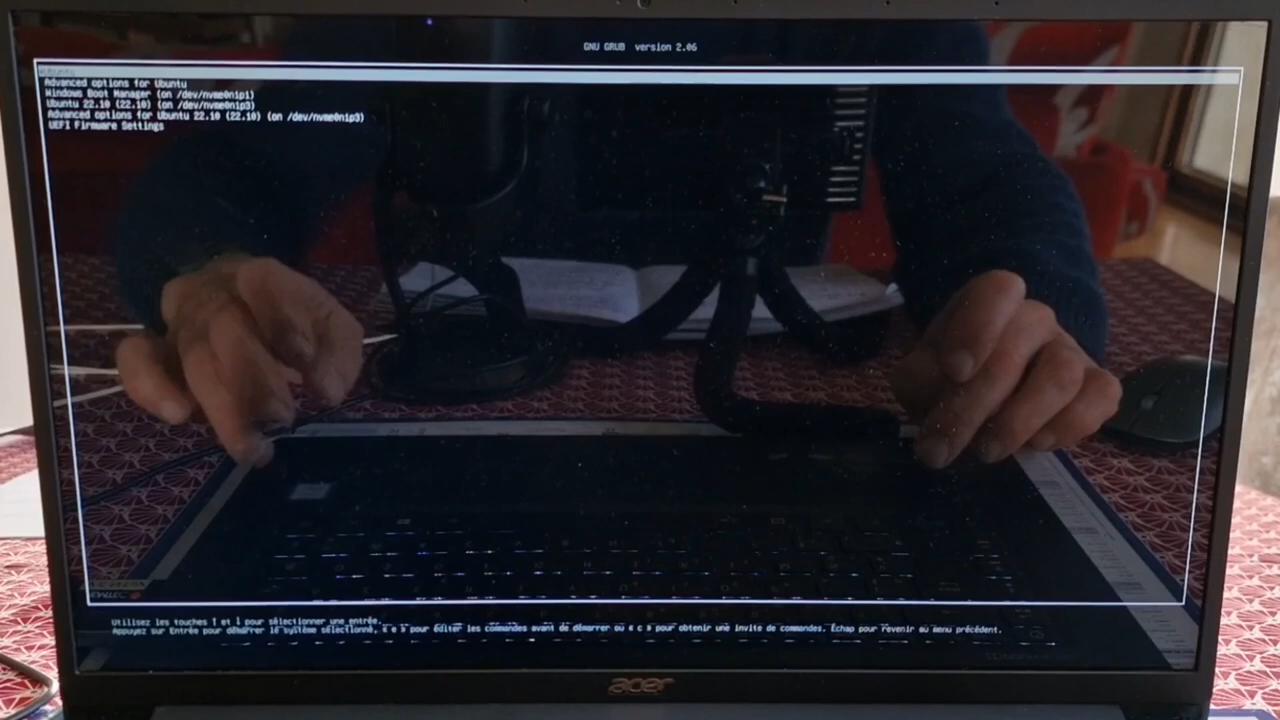 GNU GRUB version 2.06
Ubuntu
Advanced options for Ubuntu
Windows Boot Manager (on /dev/nvme0n1p1)
Ubuntu 22.10 (22.10) (on /dev/nvme0n1p3)
Advanced options for Ubuntu 22.10 (22.10) (on /dev/nvme0n1p3)
UEFI Firmware Settings
Utilisez les touches ↑ et ↓ pour sélectionner une entrée.
Appuyez sur Entrée pour démarrer le système sélectionné, « e » pour éditer les commandes avant de démarrer ou « c » pour obtenir une invite de commandes. Échap pour revenir au menu précédent.
acer